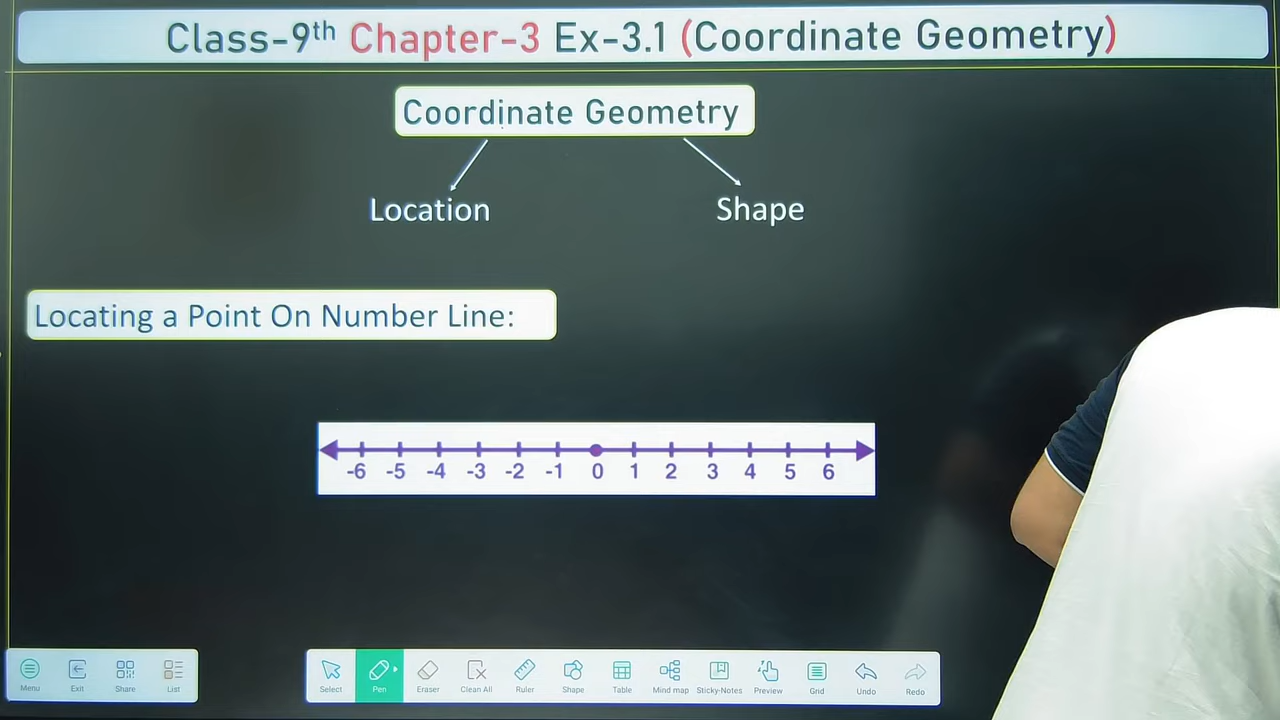 Class-9th Chapter-3 Ex-3.1 (Coordinate Geometry)
Coordinate Geometry
Location Shape
Locating a Point On Number Line:
-6 -5 -4 -3 -2 -1 0 1 2 3 4 5 6
Menu Exit Share List Select Pen Eraser Clean All Ruler Shape Table Mind map Sticky-Notes Preview Grid Undo Redo